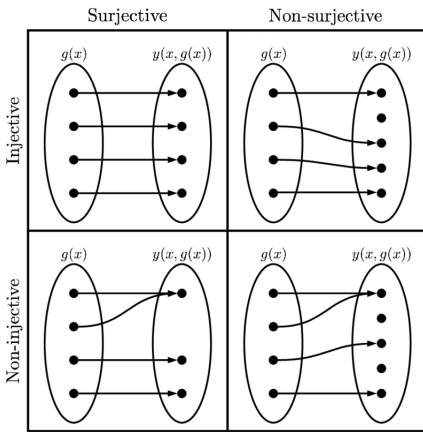 Surjective Non-surjective
Injective
g(x) y(x, g(x)) g(x) y(x, g(x))
Non-injective
g(x) y(x, g(x)) g(x) y(x, g(x))